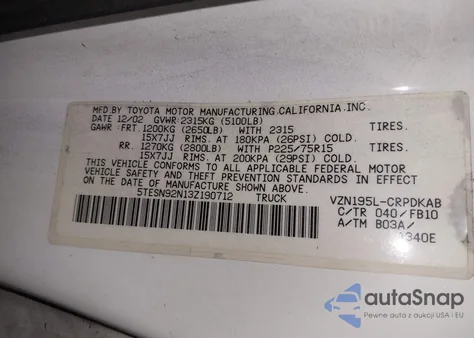 MFD.BY TOYOTA MOTOR MANUFACTURING,CALIFORNIA,INC.
DATE 12/02 GVWR 2315KG (5100LB)
GAWR FRT. 1200KG (2650LB) WITH 2315 TIRES.
15X7JJ RIMS, AT 180KPA (26PSI) COLD.
RR. 1270KG (2800LB) WITH P225/75R15 TIRES.
15X7JJ RIMS, AT 200KPA (29PSI) COLD.
THIS VEHICLE CONFORMS TO ALL APPLICABLE FEDERAL MOTOR
VEHICLE SAFETY AND THEFT PREVENTION STANDARDS IN
EFFECT ON THE DATE OF MANUFACTURE SHOWN ABOVE.
5TESN92N13Z190712 TRUCK
VZN195L-CRPDKAB
C/TR 040/FB10
A/TM B03A/
A340E
autoSnap
Pewne auta z aukcji USA i EU